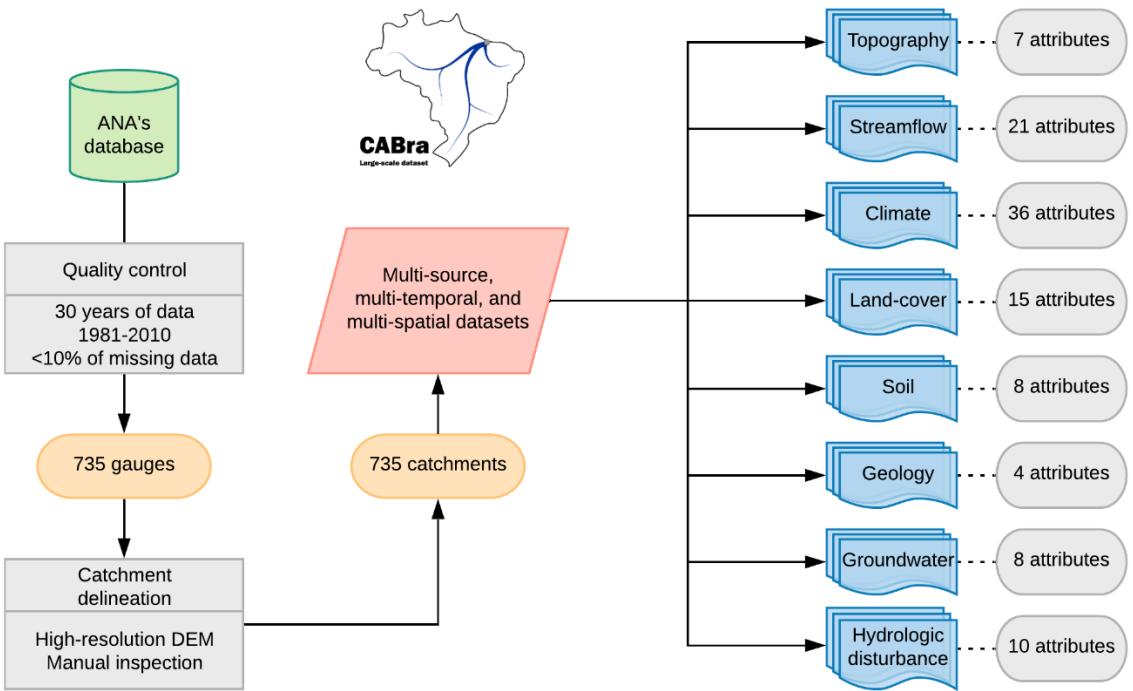 ANA's
database
Quality control
30 years of data
1981-2010
<10% of missing data
735 gauges
Catchment
delineation
High-resolution DEM
Manual inspection
CABra
Large-scale dataset
Multi-source,
multi-temporal, and
multi-spatial datasets
735 catchments
Topography
7 attributes
Streamflow
21 attributes
Climate
36 attributes
Land-cover
15 attributes
Soil
8 attributes
Geology
4 attributes
Groundwater
8 attributes
Hydrologic
disturbance
10 attributes